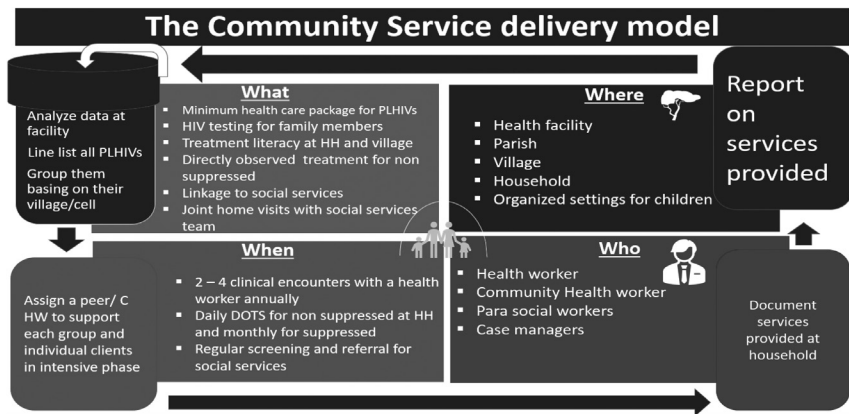 The Community Service delivery model
Analyze data at
facility
Line list all PLHIVs
Group them
basing on their
village/cell
What
▪ Minimum health care package for PLHIVs
▪ HIV testing for family members
▪ Treatment literacy at HH and village
▪ Directly observed treatment for non
suppressed
▪ Linkage to social services
▪ Joint home visits with social services
team
Where
▪ Health facility
▪ Parish
▪ Village
▪ Household
▪ Organized settings for children
Report
on
services
provided
Assign a peer/ C
HW to support
each group and
individual clients
in intensive phase
When
▪ 2 – 4 clinical encounters with a health
worker annually
▪ Daily DOTS for non suppressed at HH
and monthly for suppressed
▪ Regular screening and referral for
social services
Who
▪ Health worker
▪ Community Health worker
▪ Para social workers
▪ Case managers
Document
services
provided at
household